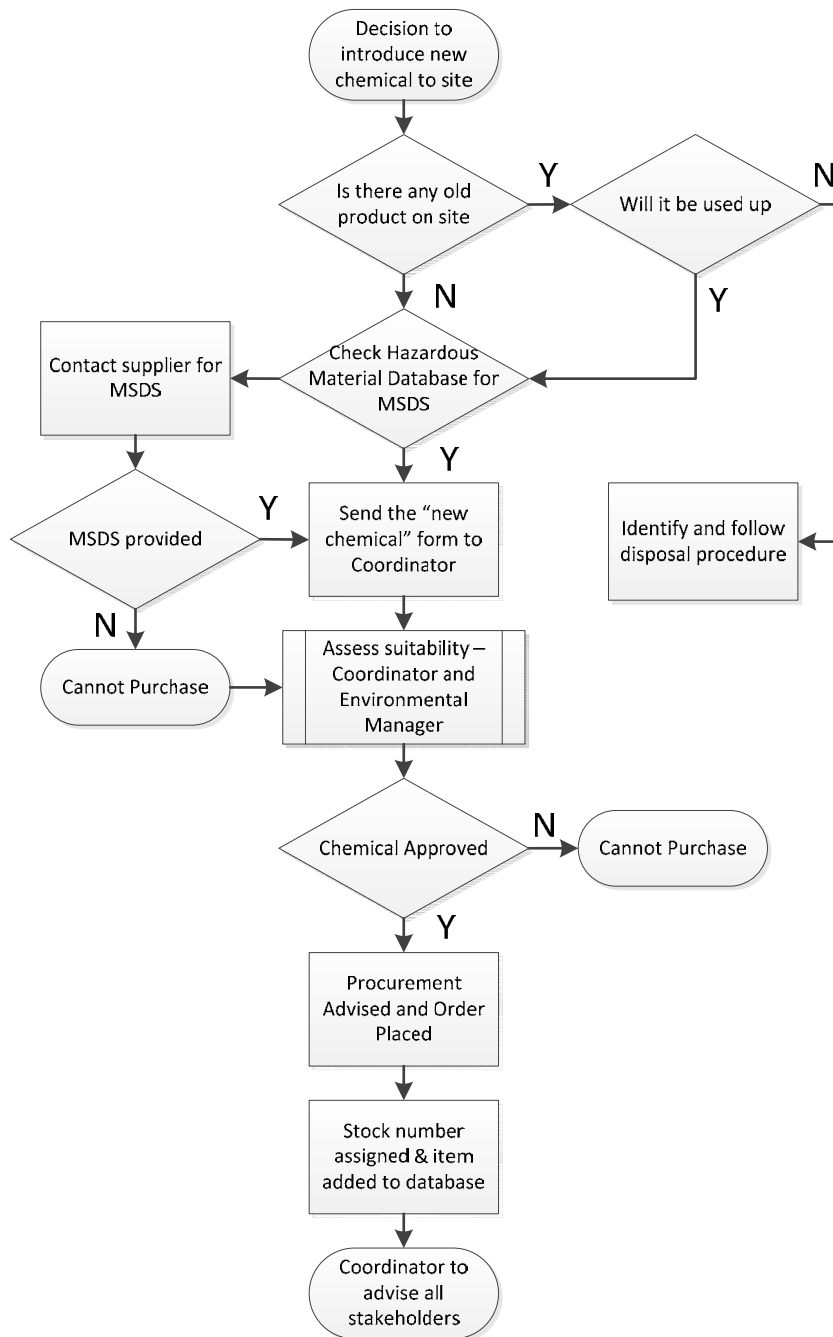 Decision to
introduce new
chemical to site
Is there any old
product on site
Y
Will it be used up
N
N
Y
Contact supplier for
MSDS
Check Hazardous
Material Database for
MSDS
Y
MSDS provided
Y
Send the “new
chemical” form to
Coordinator
Identify and follow
disposal procedure
N
Cannot Purchase
Assess suitability –
Coordinator and
Environmental
Manager
Chemical Approved
N
Cannot Purchase
Y
Procurement
Advised and Order
Placed
Stock number
assigned & item
added to database
Coordinator to
advise all
stakeholders